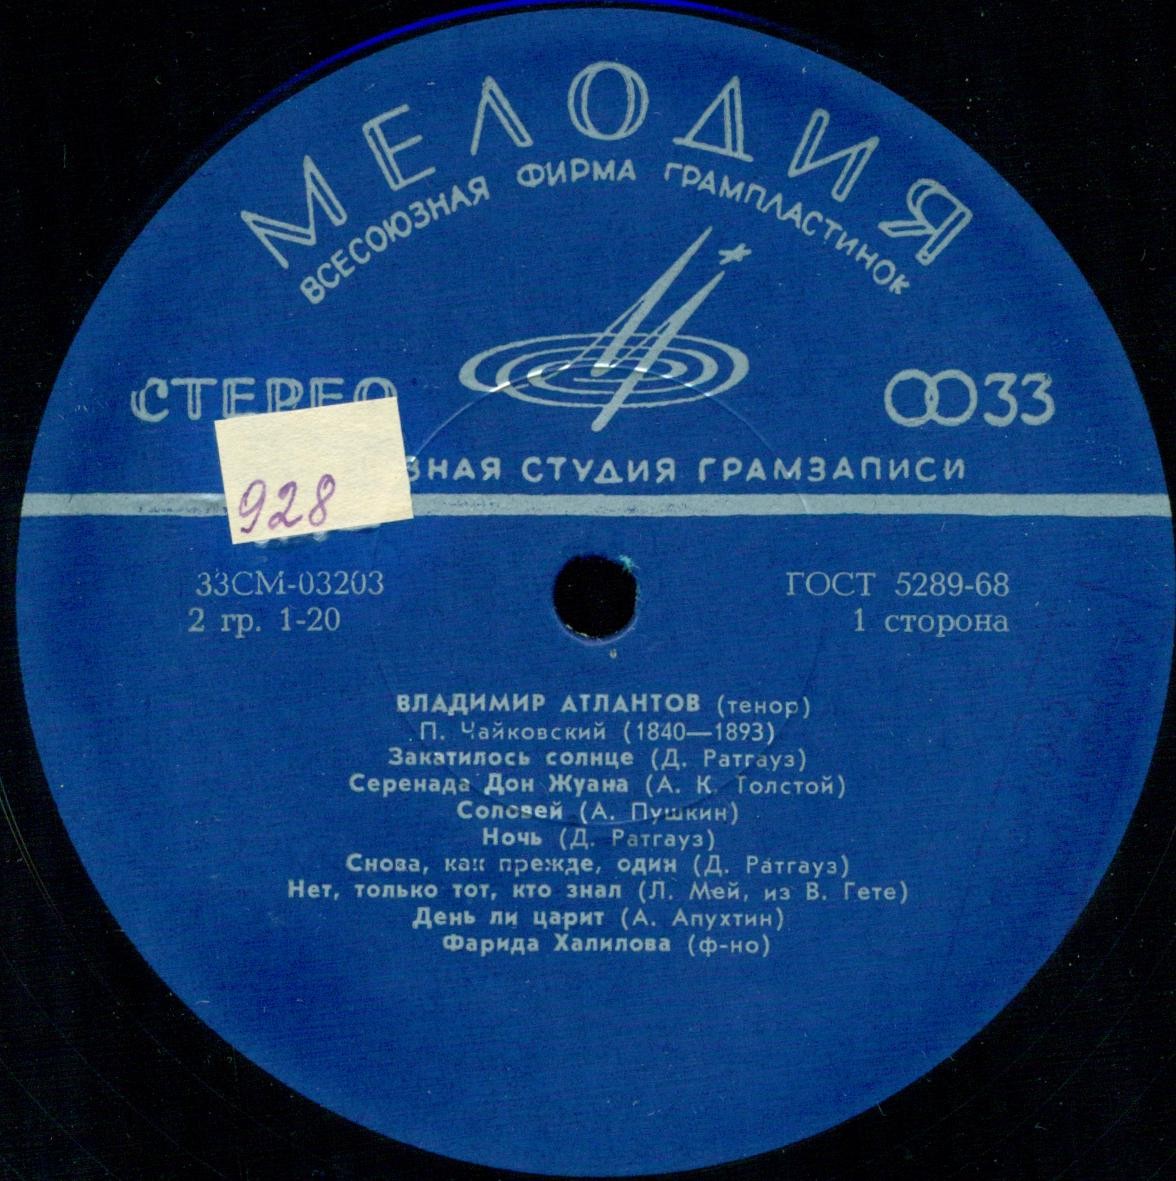 МЕЛОДИЯ
ВСЕСОЮЗНАЯ ФИРМА ГРАМПЛАСТИНОК
СТЕРЕО
33
928
СТУДИЯ ГРАМЗАПИСИ
33СМ-03203
ГОСТ 5289-68
2 гр. 1-20
1 сторона
ВЛАДИМИР АТЛАНТОВ (тенор)
П. Чайковский (1840—1893)
Закатилось солнце (Д. Ратгауз)
Серенада Дон Жуана (А. К. Толстой)
Соловей (А. Пушкин)
Ночь (Д. Ратгауз)
Снова, как прежде, один (Д. Ратгауз)
Нет, только тот, кто знал (Л. Мей, из В. Гете)
День ли царит (А. Апухтин)
Фарида Халилова (ф-но)